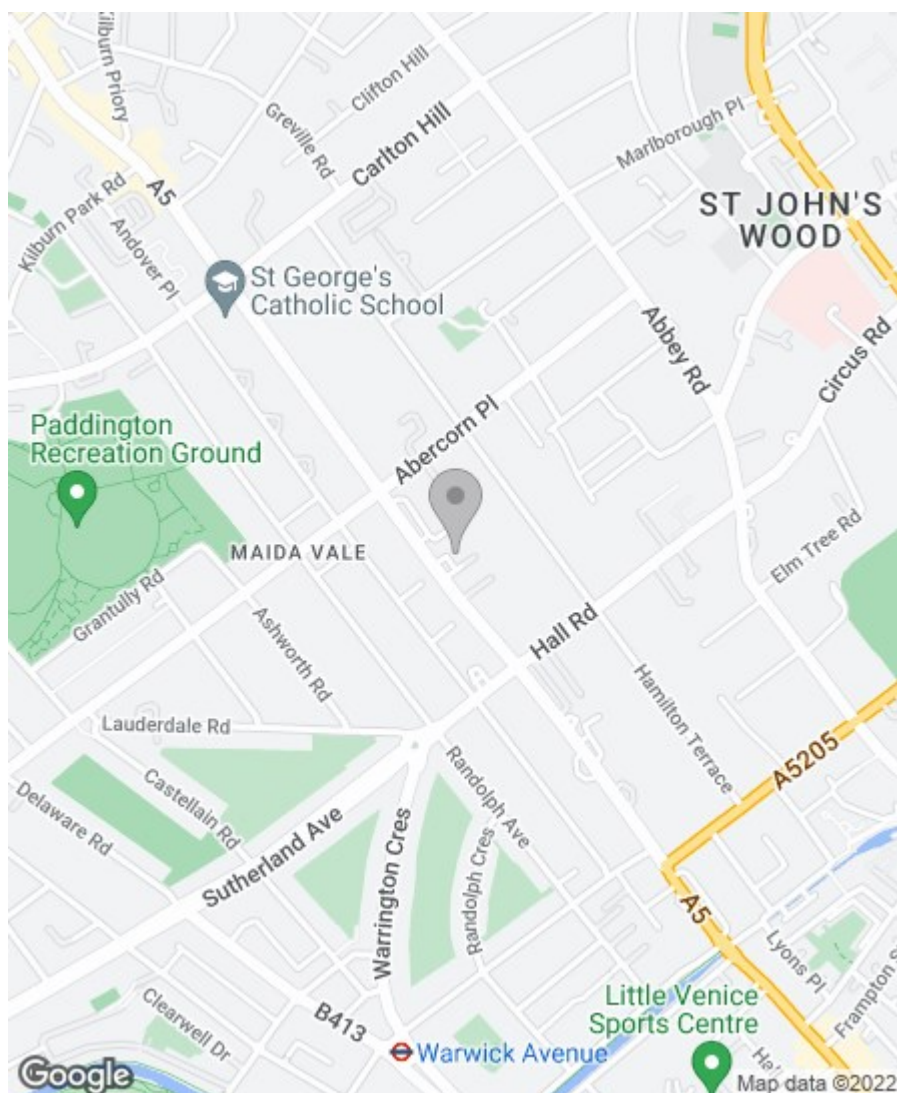 Kilburn Priory
Clifton Hill
Greville Rd
Carlton Hill
Marlborough Pl
A5
Kilburn Park Rd
Andover Pl
ST JOHN'S
WOOD
St George's
Catholic School
Abbey Rd
Circus Rd
Paddington
Recreation Ground
Abercorn Pl
MAIDA VALE
Elm Tree Rd
Grantully Rd
Ashworth Rd
Hall Rd
Hamilton Terrace
Lauderdale Rd
A5205
Castellain Rd
Delaware Rd
Randolph Ave
Sutherland Ave
Warrington Cres
Randolph Cres
A5
Lyons Pl
Frampton S
Little Venice
Sports Centre
Clearwell Dr
B413
Warwick Avenue
Hal
Google
Map data ©2022